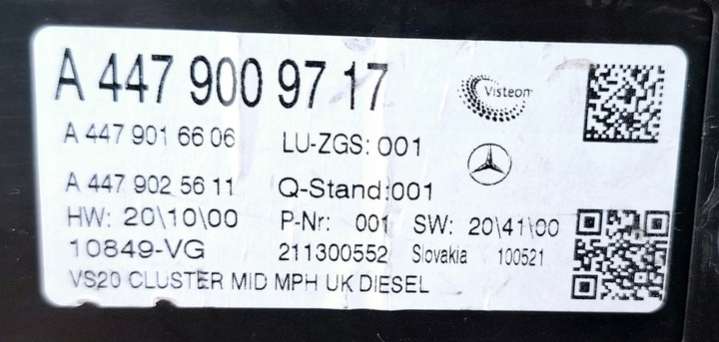 A 447 900 97 17
Visteon
A 447 901 66 06 LU-ZGS: 001
A 447 902 56 11 Q-Stand:001
HW: 20\10\00 P-Nr: 001 SW: 20\41\00
10849-VG 211300552 Slovakia 100521
VS20 CLUSTER MID MPH UK DIESEL